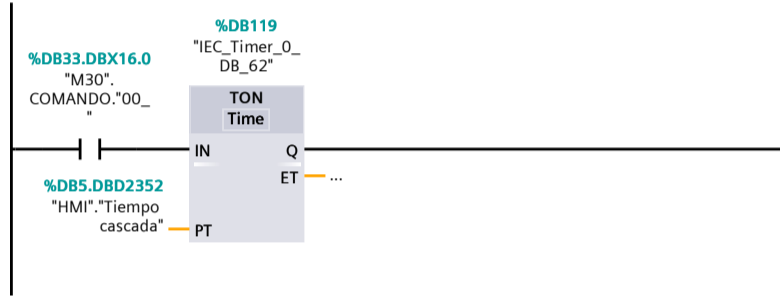 %DB119
"IEC_Timer_0_
DB_62"
%DB33.DBX16.0
"M30".
COMANDO."00_
"
TON
Time
IN
Q
ET
...
%DB5.DBD2352
"HMI"."Tiempo
cascada"
PT